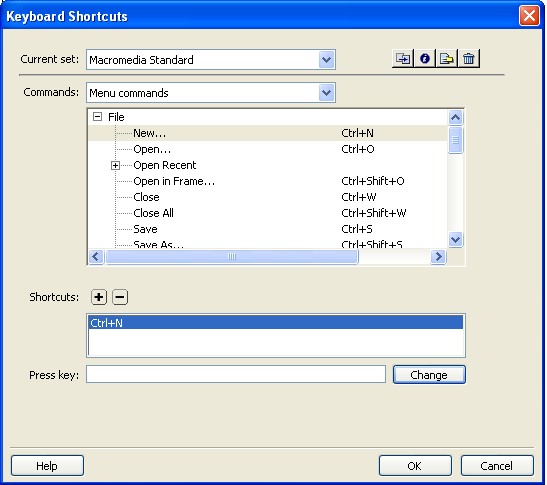 Keyboard Shortcuts
Current set: Macromedia Standard
Commands: Menu commands
File
New... Ctrl+N
Open... Ctrl+O
Open Recent
Open in Frame... Ctrl+Shift+O
Close Ctrl+W
Close All Ctrl+Shift+W
Save Ctrl+S
Save As... Ctrl+Shift+S
Shortcuts:
Ctrl+N
Press key: Change
Help OK Cancel